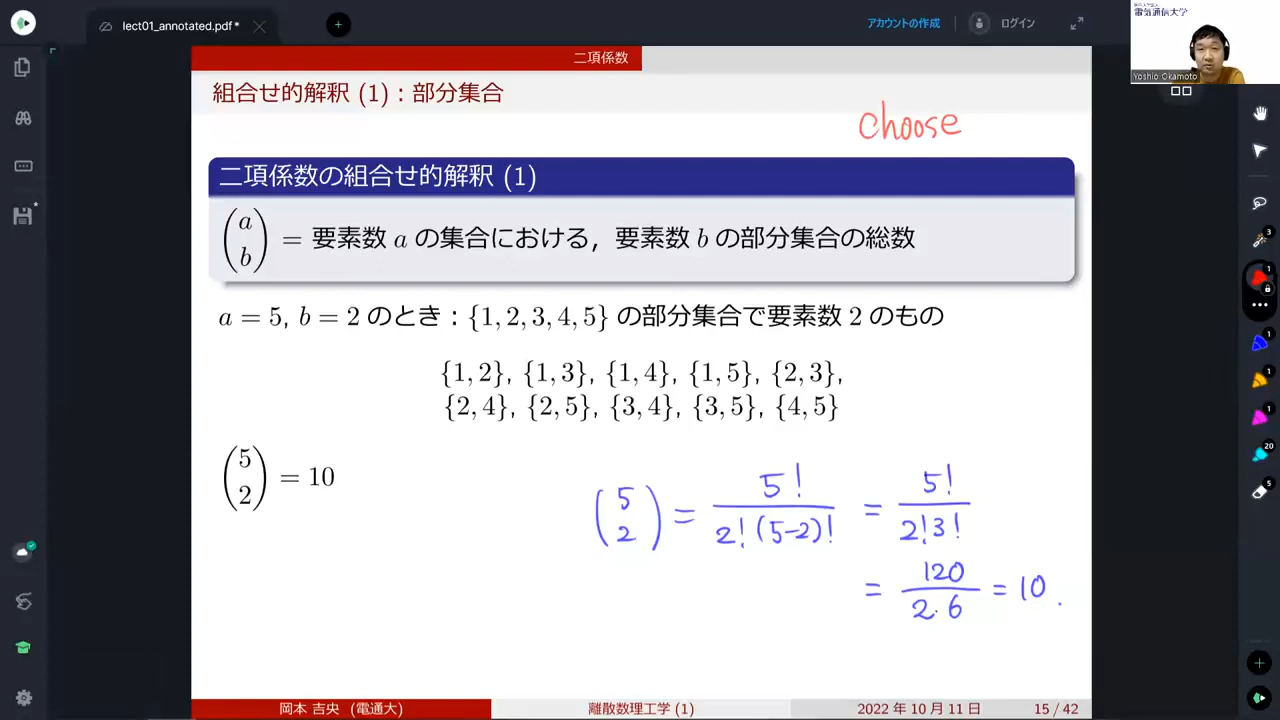 lect01_annotated.pdf*
アカウントの作成
ログイン
電気通信大学
Yoshio Okamoto
二項係数
組合せ的解釈 (1) : 部分集合
choose
二項係数の組合せ的解釈 (1)
(a b) = 要素数 a の集合における，要素数 b の部分集合の総数
a = 5, b = 2 のとき : {1, 2, 3, 4, 5} の部分集合で要素数 2 のもの
{1, 2}, {1, 3}, {1, 4}, {1, 5}, {2, 3},
{2, 4}, {2, 5}, {3, 4}, {3, 5}, {4, 5}
(5 2) = 10
(5 2) = 5! / 2!(5-2)! = 5! / 2!3!
= 120 / 2·6 = 10.
岡本 吉央 (電通大)
離散数理工学 (1)
2022 年 10 月 11 日
15 / 42
3
1
1
1
1
20
5